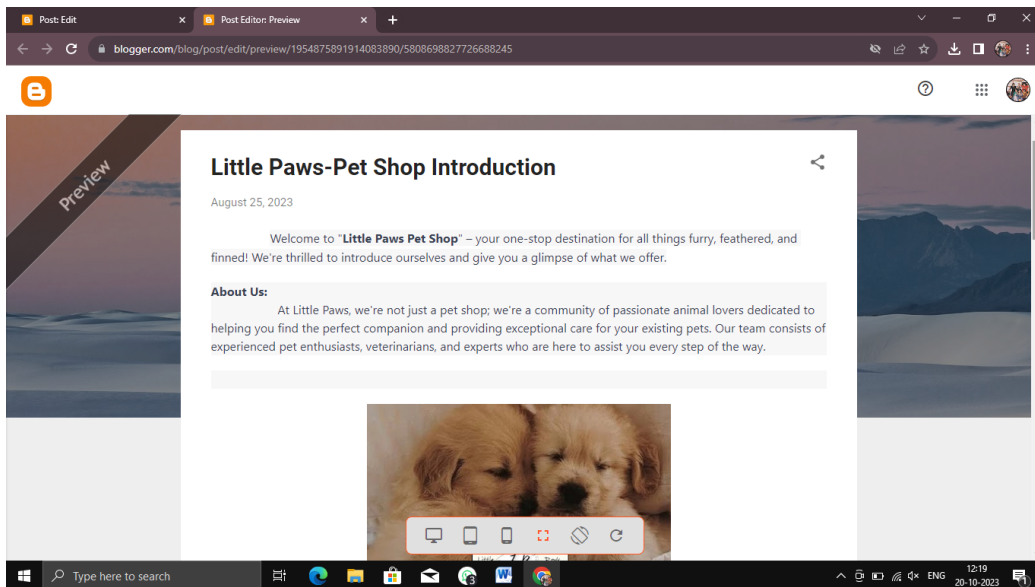 Post: Edit
Post Editor: Preview
blogger.com/blog/post/edit/preview/1954875891914083890/5808698827726688245
Preview
Little Paws-Pet Shop Introduction
August 25, 2023
Welcome to "Little Paws Pet Shop" – your one-stop destination for all things furry, feathered, and
finned! We're thrilled to introduce ourselves and give you a glimpse of what we offer.
About Us:
At Little Paws, we're not just a pet shop; we're a community of passionate animal lovers dedicated to
helping you find the perfect companion and providing exceptional care for your existing pets. Our team consists of
experienced pet enthusiasts, veterinarians, and experts who are here to assist you every step of the way.
Type here to search
3
W
ENG
12:19
20-10-2023
1